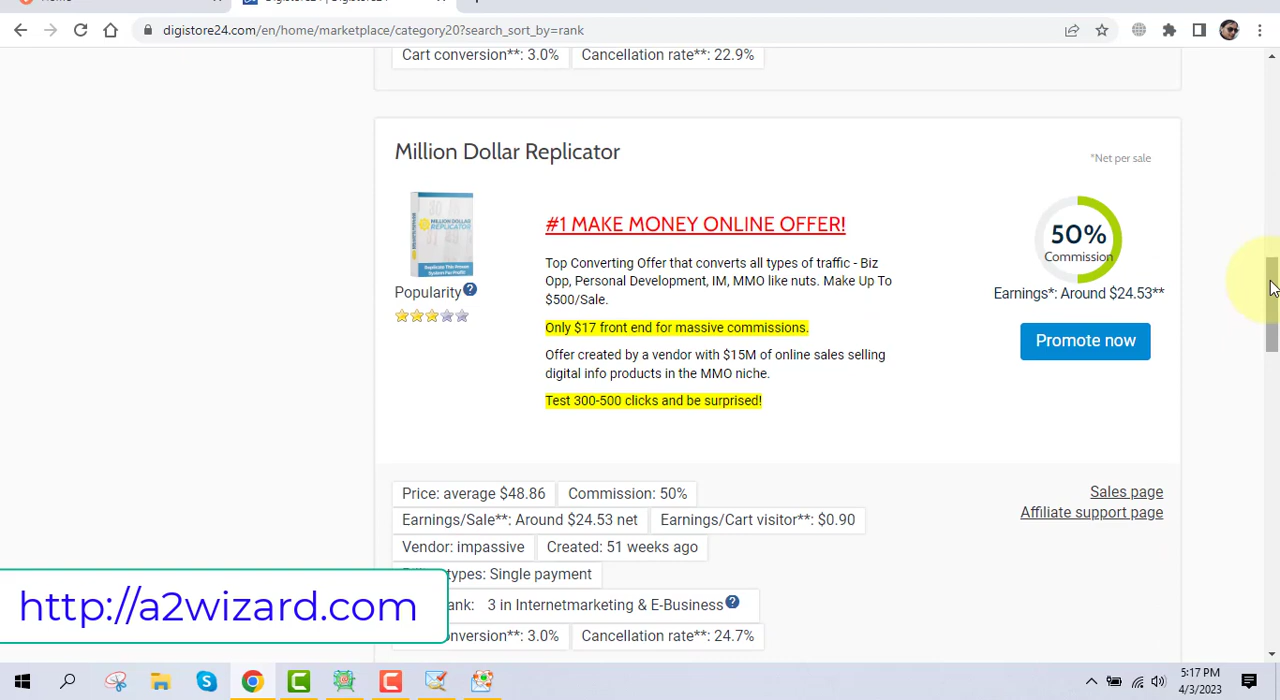 digistore24.com/en/home/marketplace/category20?search_sort_by=rank
Cart conversion**: 3.0%
Cancellation rate**: 22.9%
Million Dollar Replicator
*Net per sale
MILLION DOLLAR
REPLICATOR
Popularity
#1 MAKE MONEY ONLINE OFFER!
Top Converting Offer that converts all types of traffic - Biz
Opp, Personal Development, IM, MMO like nuts. Make Up To
$500/Sale.
Only $17 front end for massive commissions.
Offer created by a vendor with $15M of online sales selling
digital info products in the MMO niche.
Test 300-500 clicks and be surprised!
50%
Commission
Earnings*: Around $24.53**
Promote now
Price: average $48.86
Commission: 50%
Earnings/Sale**: Around $24.53 net
Earnings/Cart visitor**: $0.90
Vendor: impassive
Created: 51 weeks ago
types: Single payment
ank: 3 in Internetmarketing & E-Business
onversion**: 3.0%
Cancellation rate**: 24.7%
Sales page
Affiliate support page
http://a2wizard.com
5:17 PM
4/3/2023